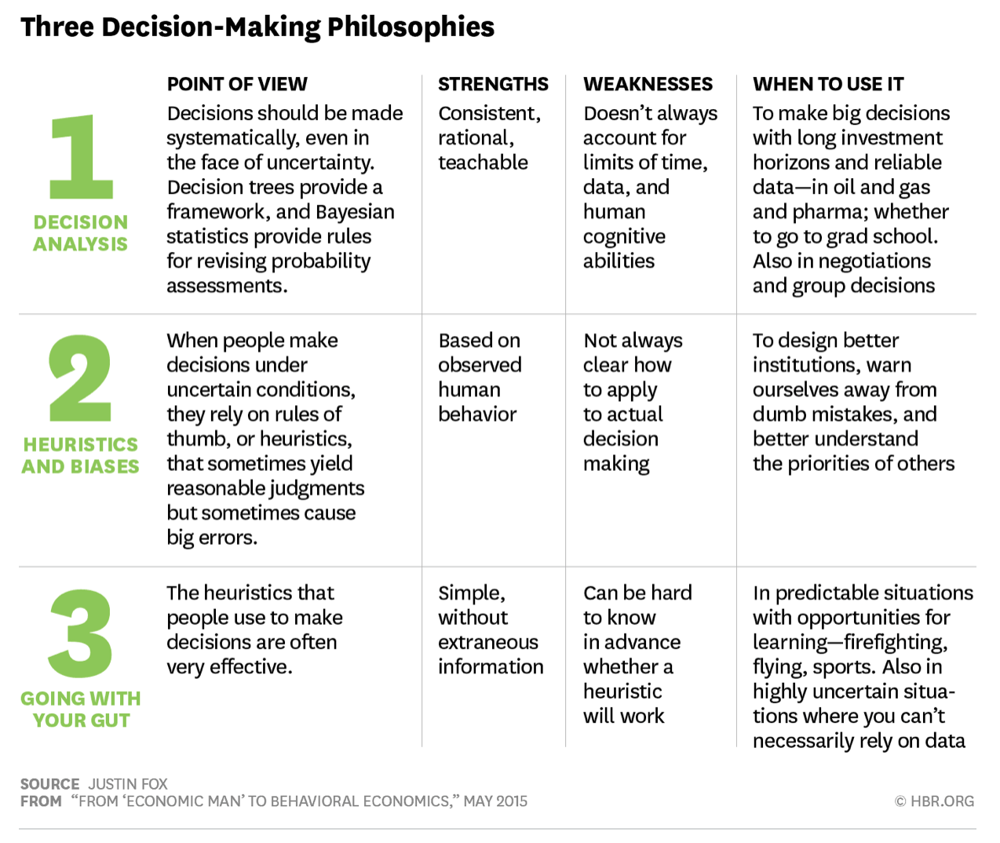 Three Decision-Making Philosophies
POINT OF VIEW
STRENGTHS
WEAKNESSES
WHEN TO USE IT
1
DECISION
ANALYSIS
Decisions should be made
systematically, even in
the face of uncertainty.
Decision trees provide a
framework, and Bayesian
statistics provide rules
for revising probability
assessments.
Consistent,
rational,
teachable
Doesn’t always
account for
limits of time,
data, and
human
cognitive
abilities
To make big decisions
with long investment
horizons and reliable
data—in oil and gas
and pharma; whether
to go to grad school.
Also in negotiations
and group decisions
2
HEURISTICS
AND BIASES
When people make
decisions under
uncertain conditions,
they rely on rules of
thumb, or heuristics,
that sometimes yield
reasonable judgments
but sometimes cause
big errors.
Based on
observed
human
behavior
Not always
clear how
to apply
to actual
decision
making
To design better
institutions, warn
ourselves away from
dumb mistakes, and
better understand
the priorities of others
3
GOING WITH
YOUR GUT
The heuristics that
people use to make
decisions are often
very effective.
Simple,
without
extraneous
information
Can be hard
to know
in advance
whether a
heuristic
will work
In predictable situations
with opportunities for
learning—firefighting,
flying, sports. Also in
highly uncertain situa-
tions where you can’t
necessarily rely on data
SOURCE JUSTIN FOX
FROM “FROM ‘ECONOMIC MAN’ TO BEHAVIORAL ECONOMICS,” MAY 2015
© HBR.ORG